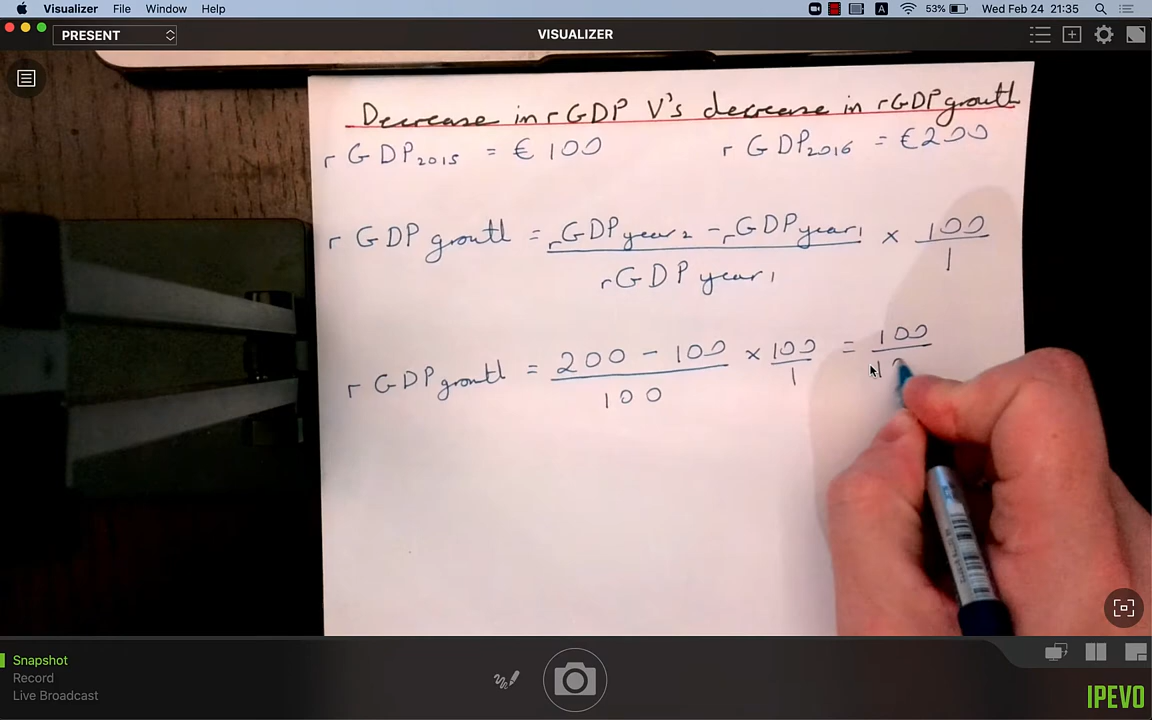 Visualizer File Window Help A 53% Wed Feb 24 21:35
PRESENT VISUALIZER
Decrease in rGDP V's decrease in rGDP growth
rGDP2015 = €100 rGDP2016 = €200
rGDP growth = rGDP year2 - rGDP year1 × 100
rGDP year1 1
rGDP growth = 200 - 100 × 100 = 100
100 1 10
Snapshot
Record
Live Broadcast
IPEVO